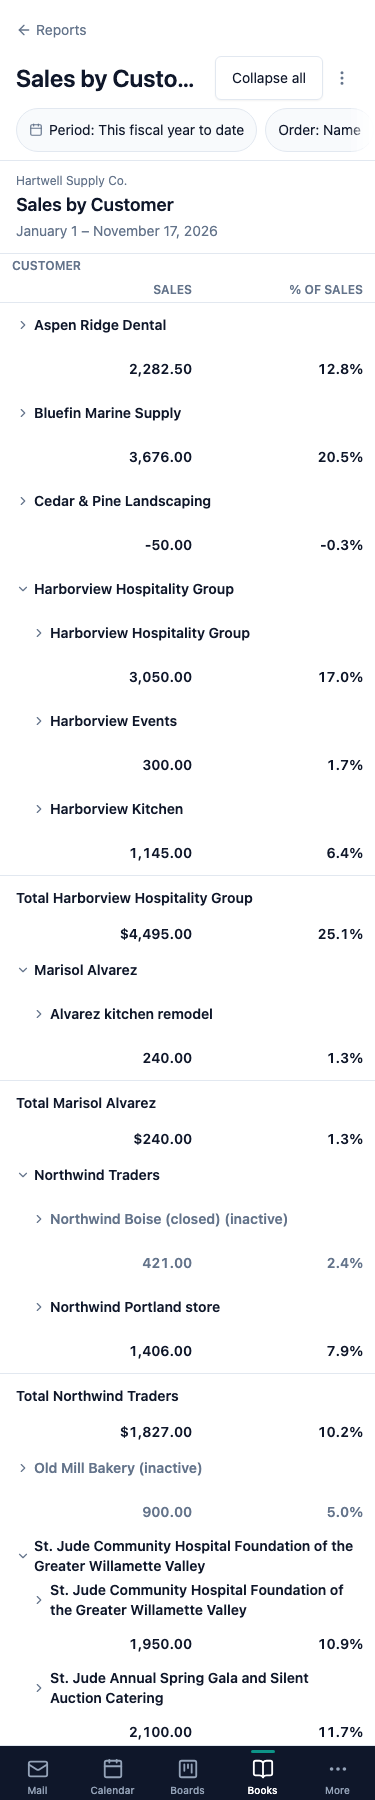 Reports
Sales by Custo...
Collapse all
Period: This fiscal year to date
Order: Name
Hartwell Supply Co.
Sales by Customer
January 1 – November 17, 2026
CUSTOMER
SALES % OF SALES
Aspen Ridge Dental
2,282.50 12.8%
Bluefin Marine Supply
3,676.00 20.5%
Cedar & Pine Landscaping
-50.00 -0.3%
Harborview Hospitality Group
Harborview Hospitality Group
3,050.00 17.0%
Harborview Events
300.00 1.7%
Harborview Kitchen
1,145.00 6.4%
Total Harborview Hospitality Group
$4,495.00 25.1%
Marisol Alvarez
Alvarez kitchen remodel
240.00 1.3%
Total Marisol Alvarez
$240.00 1.3%
Northwind Traders
Northwind Boise (closed) (inactive)
421.00 2.4%
Northwind Portland store
1,406.00 7.9%
Total Northwind Traders
$1,827.00 10.2%
Old Mill Bakery (inactive)
900.00 5.0%
St. Jude Community Hospital Foundation of the
Greater Willamette Valley
St. Jude Community Hospital Foundation of
the Greater Willamette Valley
1,950.00 10.9%
St. Jude Annual Spring Gala and Silent
Auction Catering
2,100.00 11.7%
Mail Calendar Boards Books More